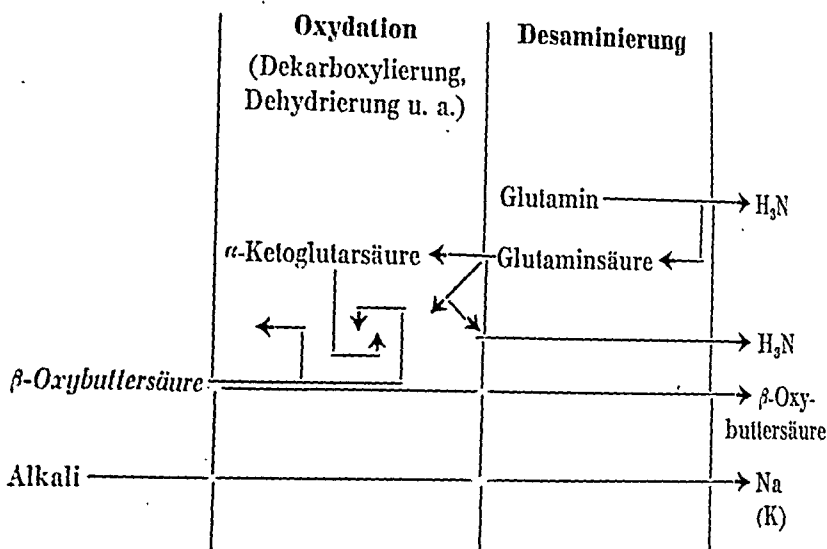 Oxydation
(Dekarboxylierung,
Dehydrierung u. a.)
Desaminierung
Glutamin
H₃N
α-Ketoglutarsäure
Glutaminsäure
H₃N
β-Oxybuttersäure
β-Oxy-
buttersäure
Alkali
Na
(K)